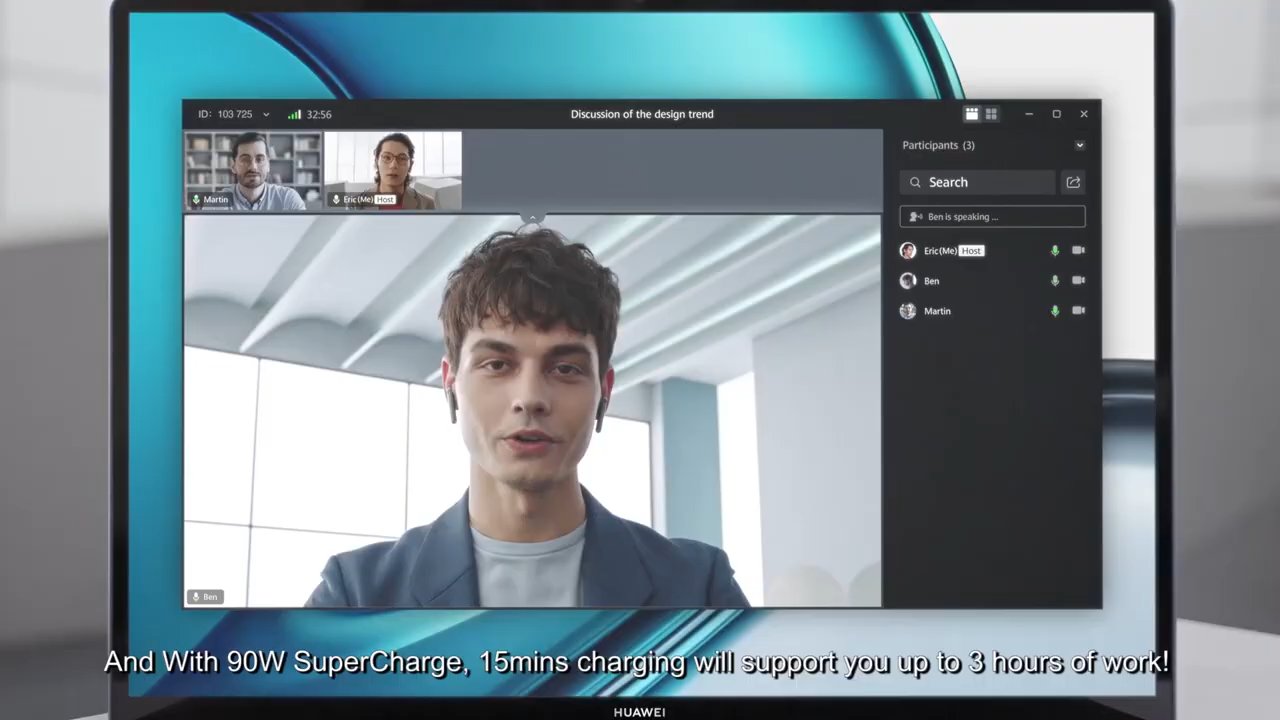 ID: 103 725
32:56
Discussion of the design trend
Participants (3)
Martin
Eric(Me) Host
Search
Ben is speaking ...
Eric(Me) Host
Ben
Martin
Ben
And With 90W SuperCharge, 15mins charging will support you up to 3 hours of work!
HUAWEI